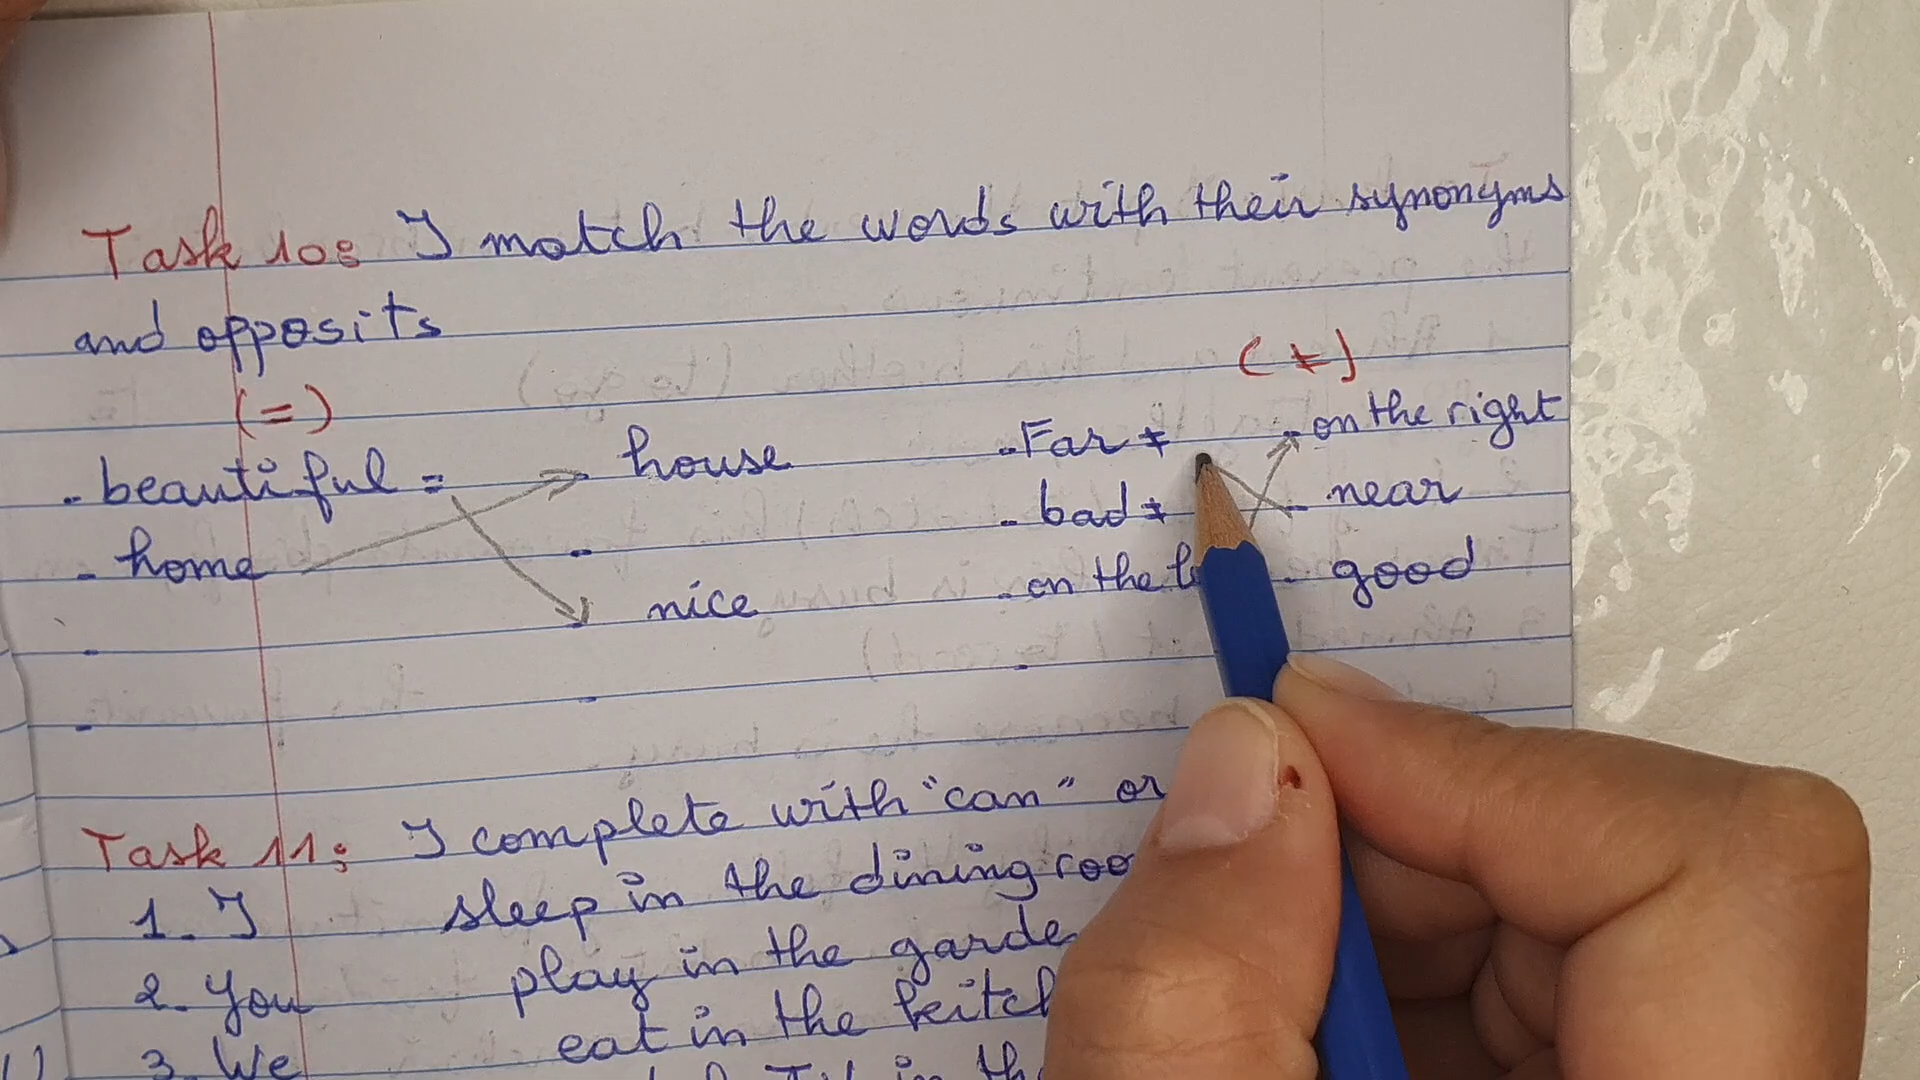 Task 10: I match the words with their synonyms
and opposits
(=) (≠)
- beautiful = - house - Far ≠ - on the right
- home - bad ≠ - near
- nice - on the - good
Task 11: I complete with "can" or
1. I sleep in the dining
2. You play in the
3. We eat in the